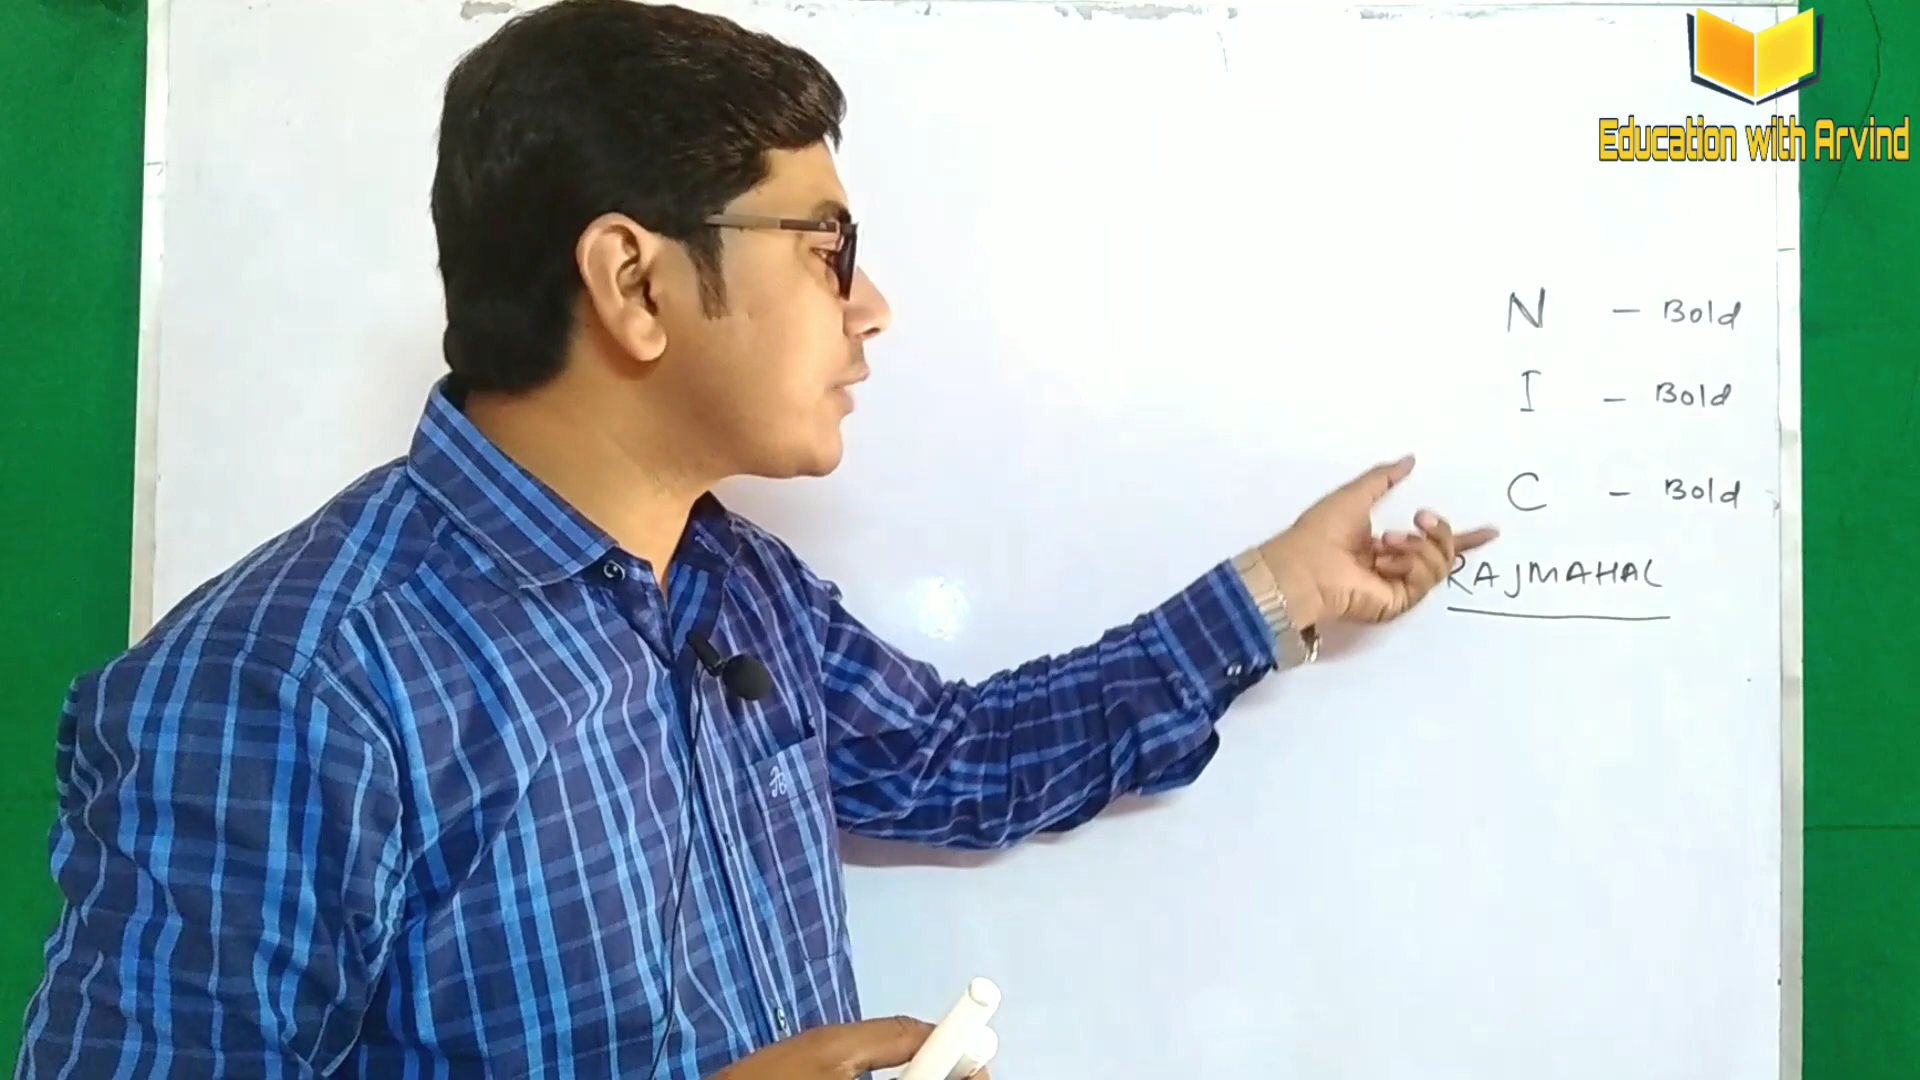 Education with Arvind
N - Bold
I - Bold
C - Bold
RAJMAHAL